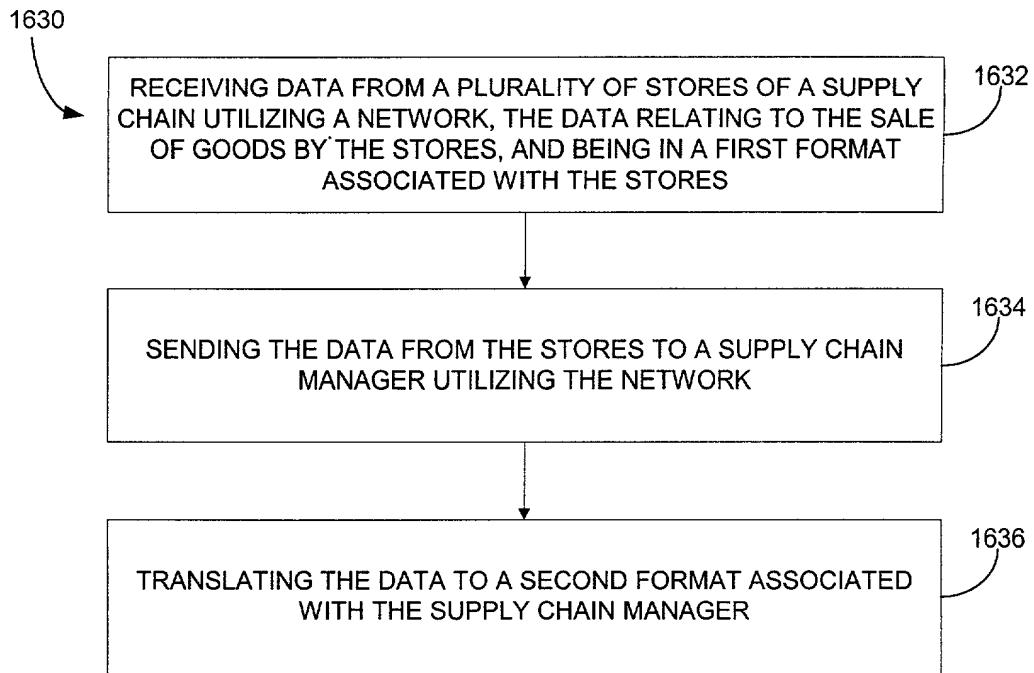 1630
1632
RECEIVING DATA FROM A PLURALITY OF STORES OF A SUPPLY
CHAIN UTILIZING A NETWORK, THE DATA RELATING TO THE SALE
OF GOODS BY THE STORES, AND BEING IN A FIRST FORMAT
ASSOCIATED WITH THE STORES
1634
SENDING THE DATA FROM THE STORES TO A SUPPLY CHAIN
MANAGER UTILIZING THE NETWORK
1636
TRANSLATING THE DATA TO A SECOND FORMAT ASSOCIATED
WITH THE SUPPLY CHAIN MANAGER